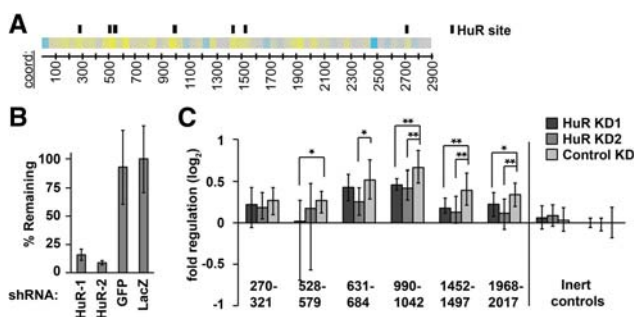 A
HuR site
coord:
100 300 500 700 900 1100 1300 1500 1700 1900 2100 2300 2500 2700 2900
B
% Remaining
100
75
50
25
0
shRNA: HuR-1 HuR-2 GFP LacZ
C
HuR KD1
HuR KD2
Control KD
fold regulation (log2)
1
0.5
0
-0.5
-1
* * ** ** ** ** * **
270-321 528-579 631-684 990-1042 1452-1497 1968-2017
Inert controls